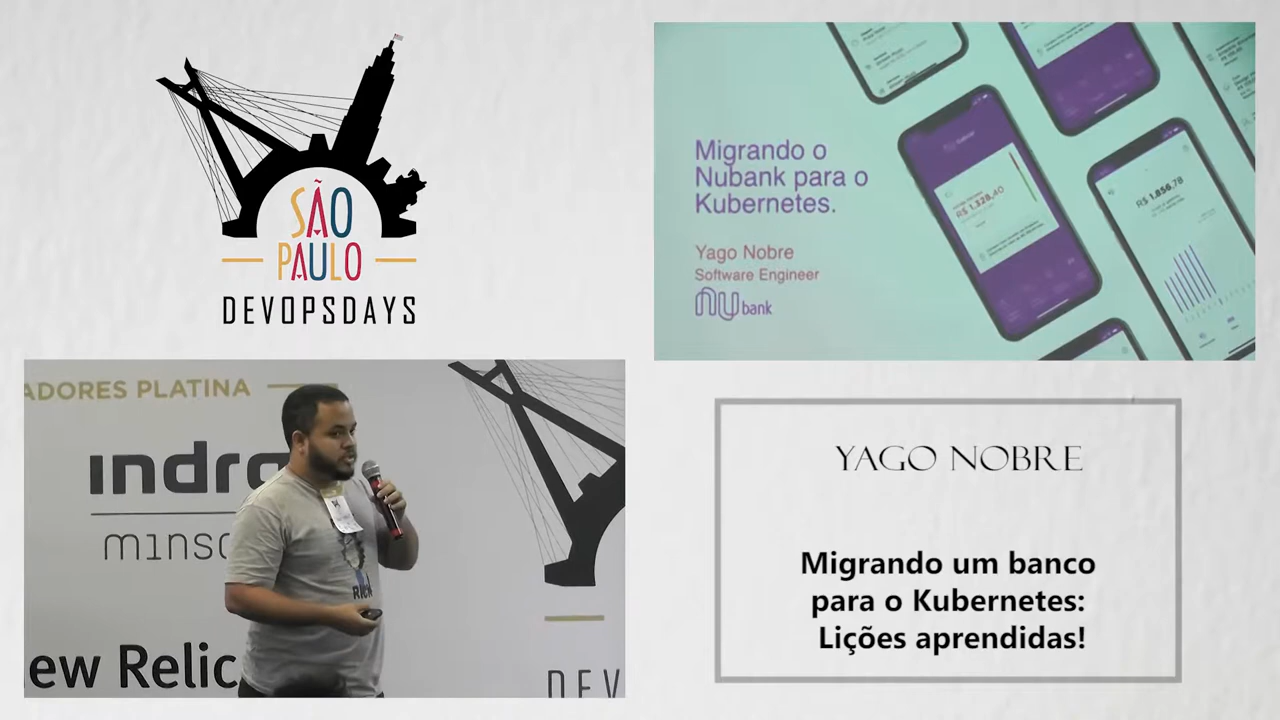 SÃO
PAULO
DEVOPSDAYS
Migrando o
Nubank para o
Kubernetes.
Yago Nobre
Software Engineer
nu bank
R$ 1.328,40
R$ 1.856,78
ADORES PLATINA
indra
minsa
ew Relic
RICK
DEV
YAGO NOBRE
Migrando um banco
para o Kubernetes:
Lições aprendidas!